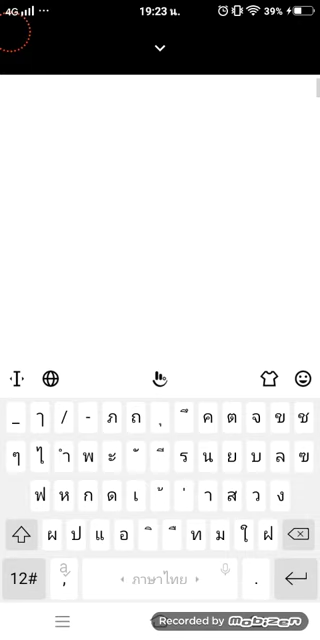 4G 19:23 น. 39%
_ ๅ / - ภ ถ ุ ึ ค ต จ ข ช
ๆ ไ ำ พ ะ ั ี ร น ย บ ล ฃ
ฟ ห ก ด เ ้ ่ า ส ว ง
ผ ป แ อ ิ ื ท ม ใ ฝ
12# , ภาษาไทย .
Recorded by mobizen